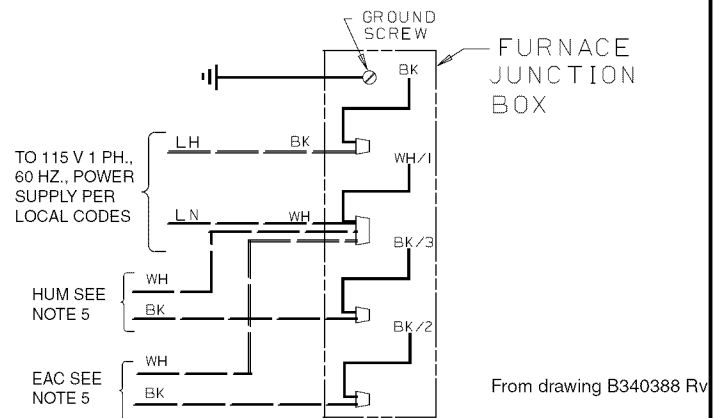 GROUND
SCREW
FURNACE
JUNCTION
BOX
BK
LH BK
TO 115 V 1 PH.,
60 HZ., POWER
SUPPLY PER
LOCAL CODES
WH/1
LN WH
BK/3
WH
HUM SEE
NOTE 5
BK
BK/2
WH
EAC SEE
NOTE 5
BK
From drawing B340388 Rv